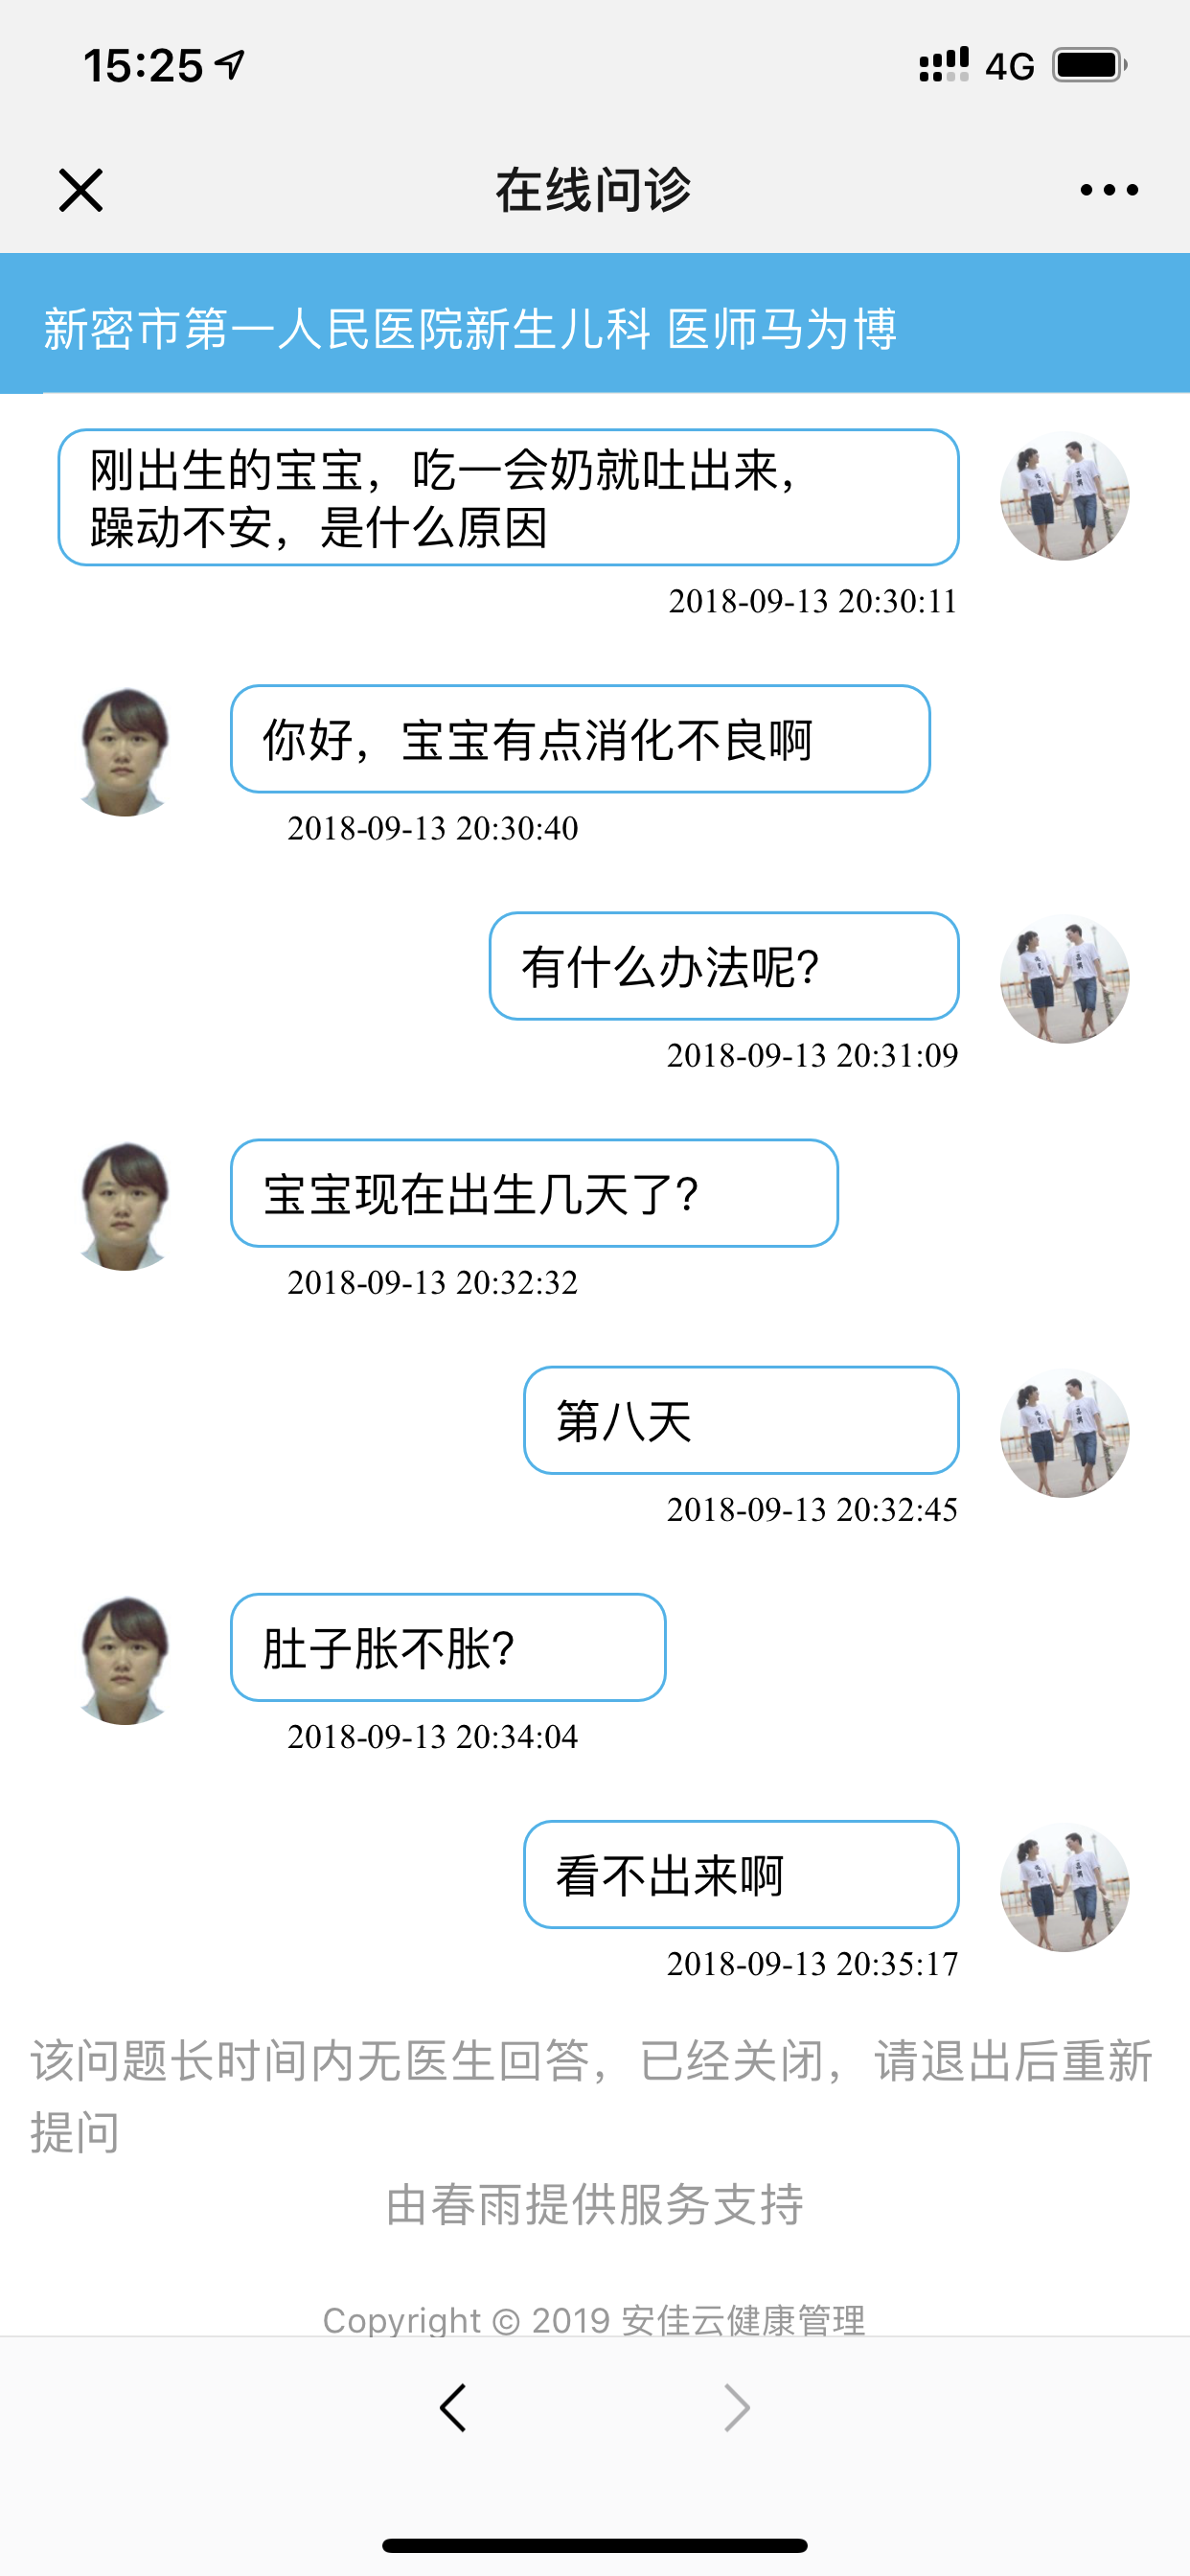 15:25
4G
在线问诊
新密市第一人民医院新生儿科 医师马为博
刚出生的宝宝，吃一会奶就吐出来，
躁动不安，是什么原因
2018-09-13 20:30:11
你好，宝宝有点消化不良啊
2018-09-13 20:30:40
有什么办法呢?
2018-09-13 20:31:09
宝宝现在出生几天了?
2018-09-13 20:32:32
第八天
2018-09-13 20:32:45
肚子胀不胀?
2018-09-13 20:34:04
看不出来啊
2018-09-13 20:35:17
该问题长时间内无医生回答，已经关闭，请退出后重新
提问
由春雨提供服务支持
Copyright © 2019 安佳云健康管理